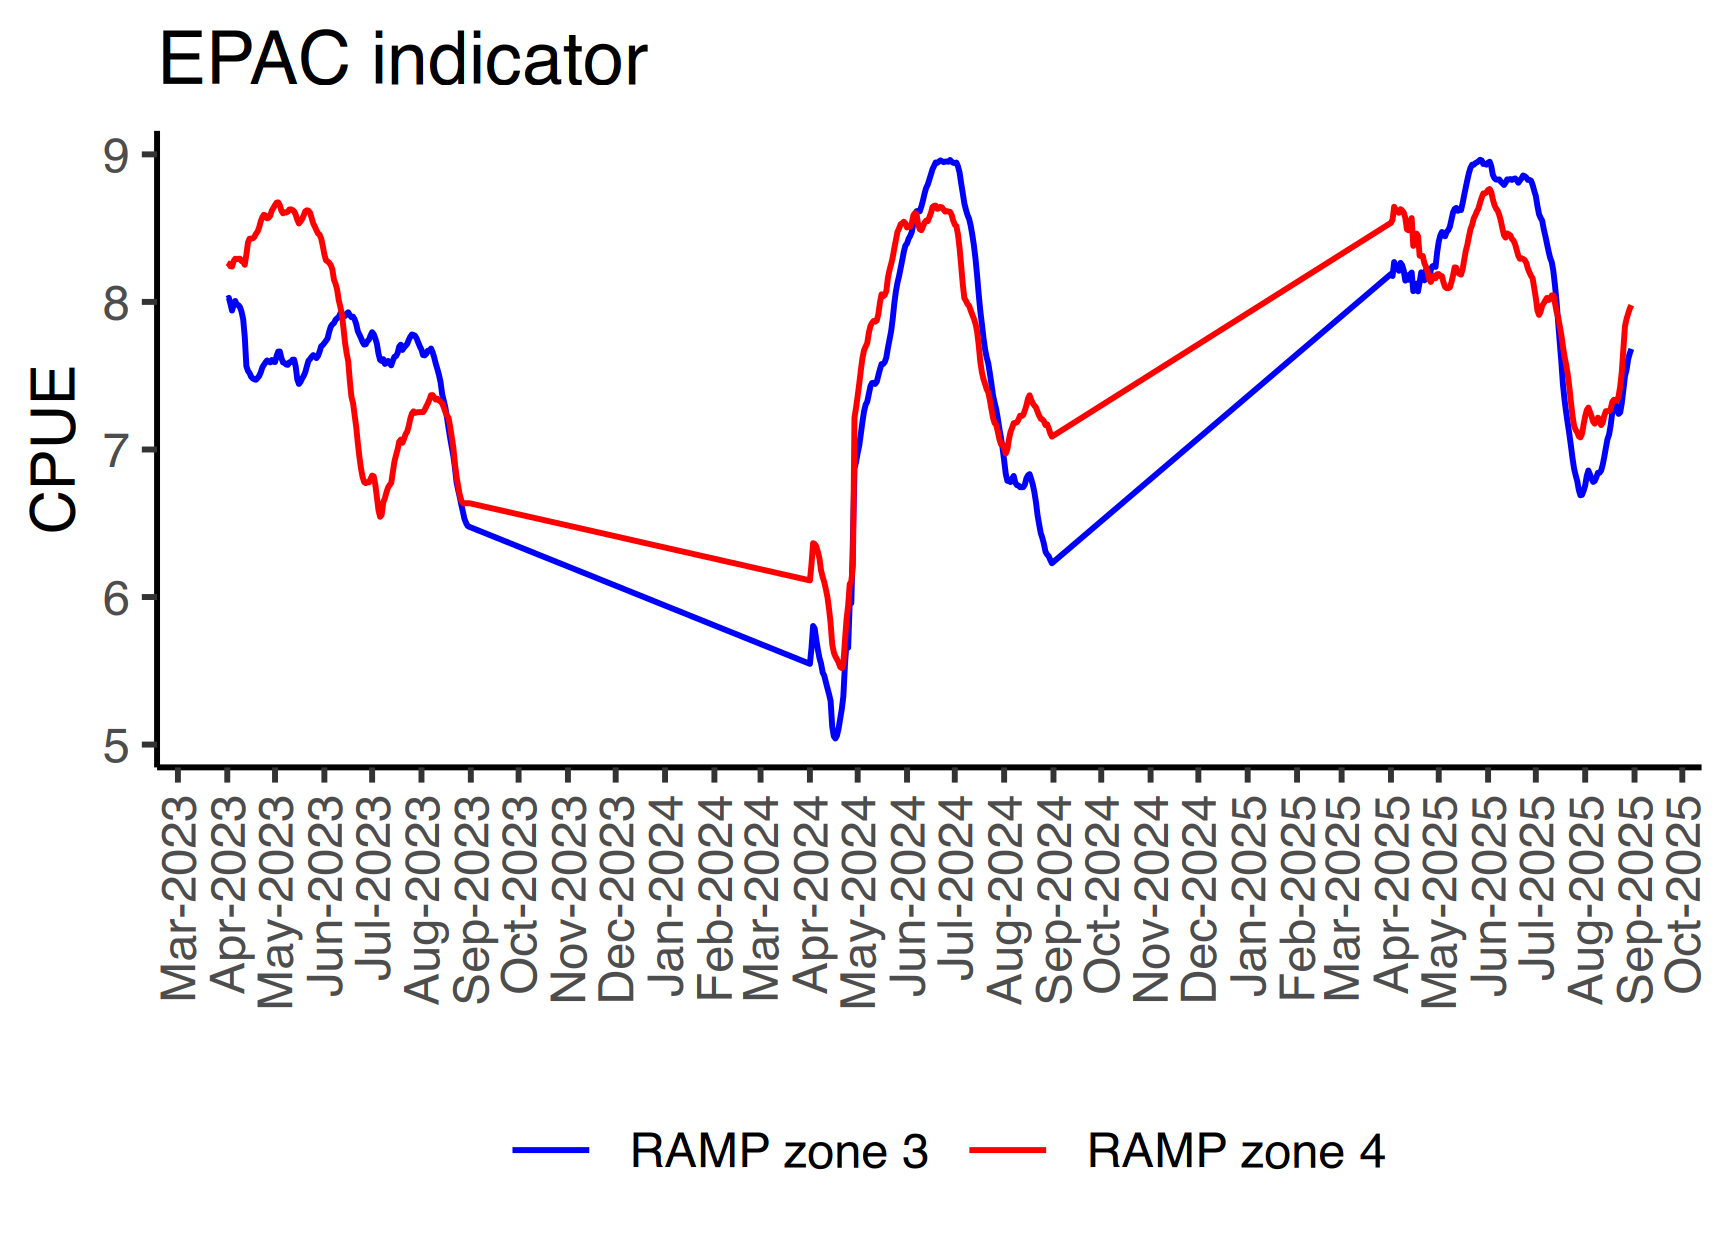 EPAC indicator
CPUE
9
8
7
6
5
Mar-2023
Apr-2023
May-2023
Jun-2023
Jul-2023
Aug-2023
Sep-2023
Oct-2023
Nov-2023
Dec-2023
Jan-2024
Feb-2024
Mar-2024
Apr-2024
May-2024
Jun-2024
Jul-2024
Aug-2024
Sep-2024
Oct-2024
Nov-2024
Dec-2024
Jan-2025
Feb-2025
Mar-2025
Apr-2025
May-2025
Jun-2025
Jul-2025
Aug-2025
Sep-2025
Oct-2025
RAMP zone 3
RAMP zone 4